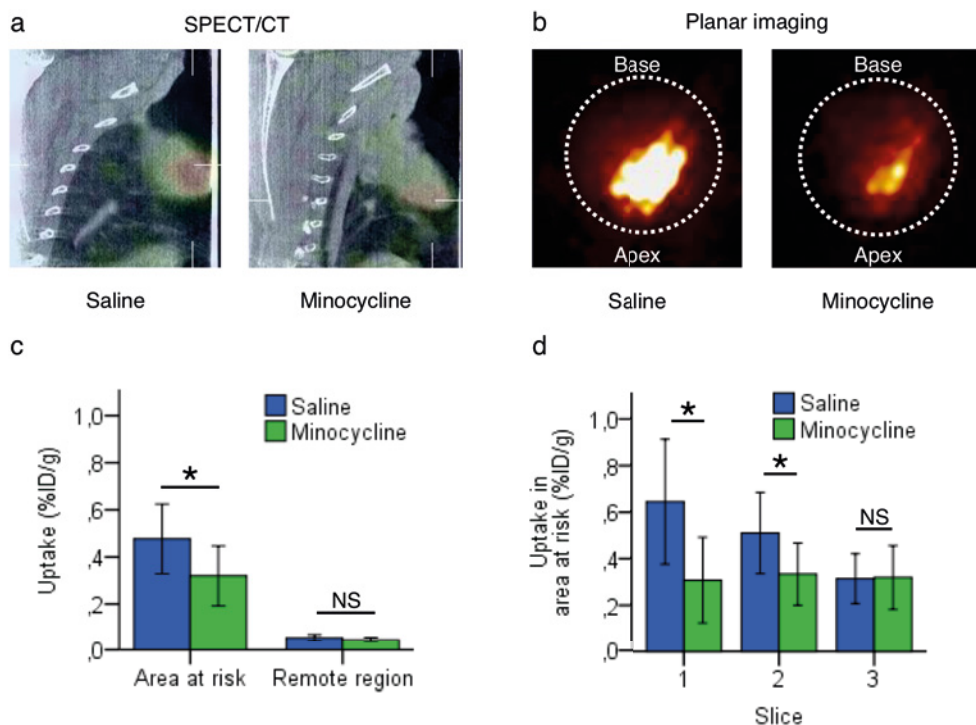 a
SPECT/CT
Saline
Minocycline
b
Planar imaging
Base
Apex
Saline
Base
Apex
Minocycline
c
Uptake (%ID/g)
1,0
,8
,6
,4
,2
,0
Saline
Minocycline
*
NS
Area at risk
Remote region
d
Uptake in
area at risk (%ID/g)
1,0
,8
,6
,4
,2
,0
Saline
Minocycline
*
*
NS
1
2
3
Slice